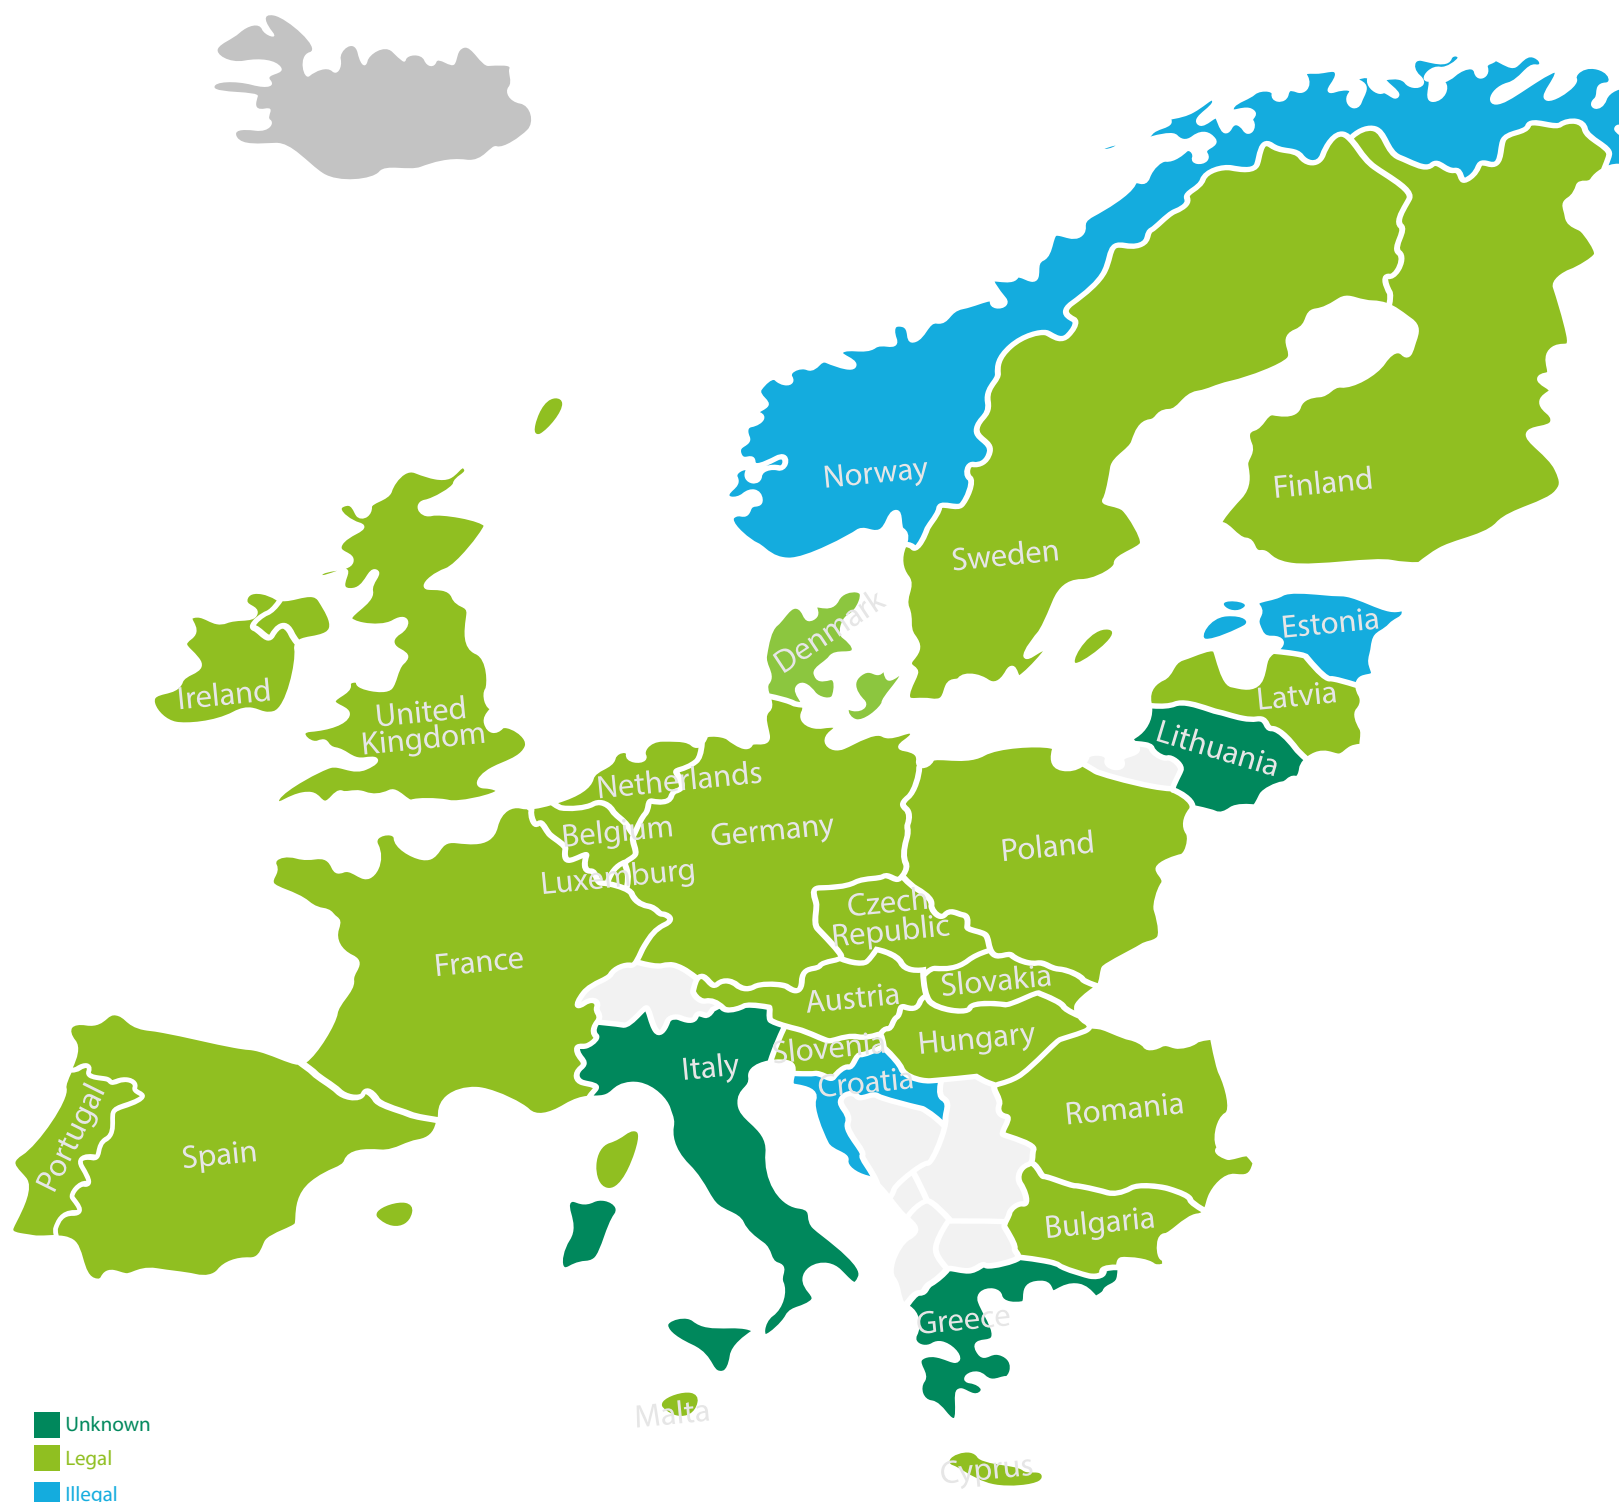 Norway
Finland
Sweden
Denmark
Estonia
Latvia
Lithuania
Ireland
United
Kingdom
Netherlands
Belgium
Germany
Luxemburg
Poland
Czech
Republic
France
Slovakia
Austria
Hungary
Slovenia
Italy
Croatia
Romania
Portugal
Spain
Bulgaria
Greece
Malta
Cyprus
Unknown
Legal
Illegal